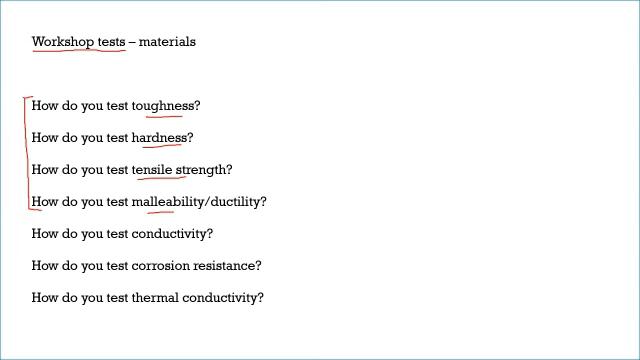 Workshop tests – materials
How do you test toughness?
How do you test hardness?
How do you test tensile strength?
How do you test malleability/ductility?
How do you test conductivity?
How do you test corrosion resistance?
How do you test thermal conductivity?